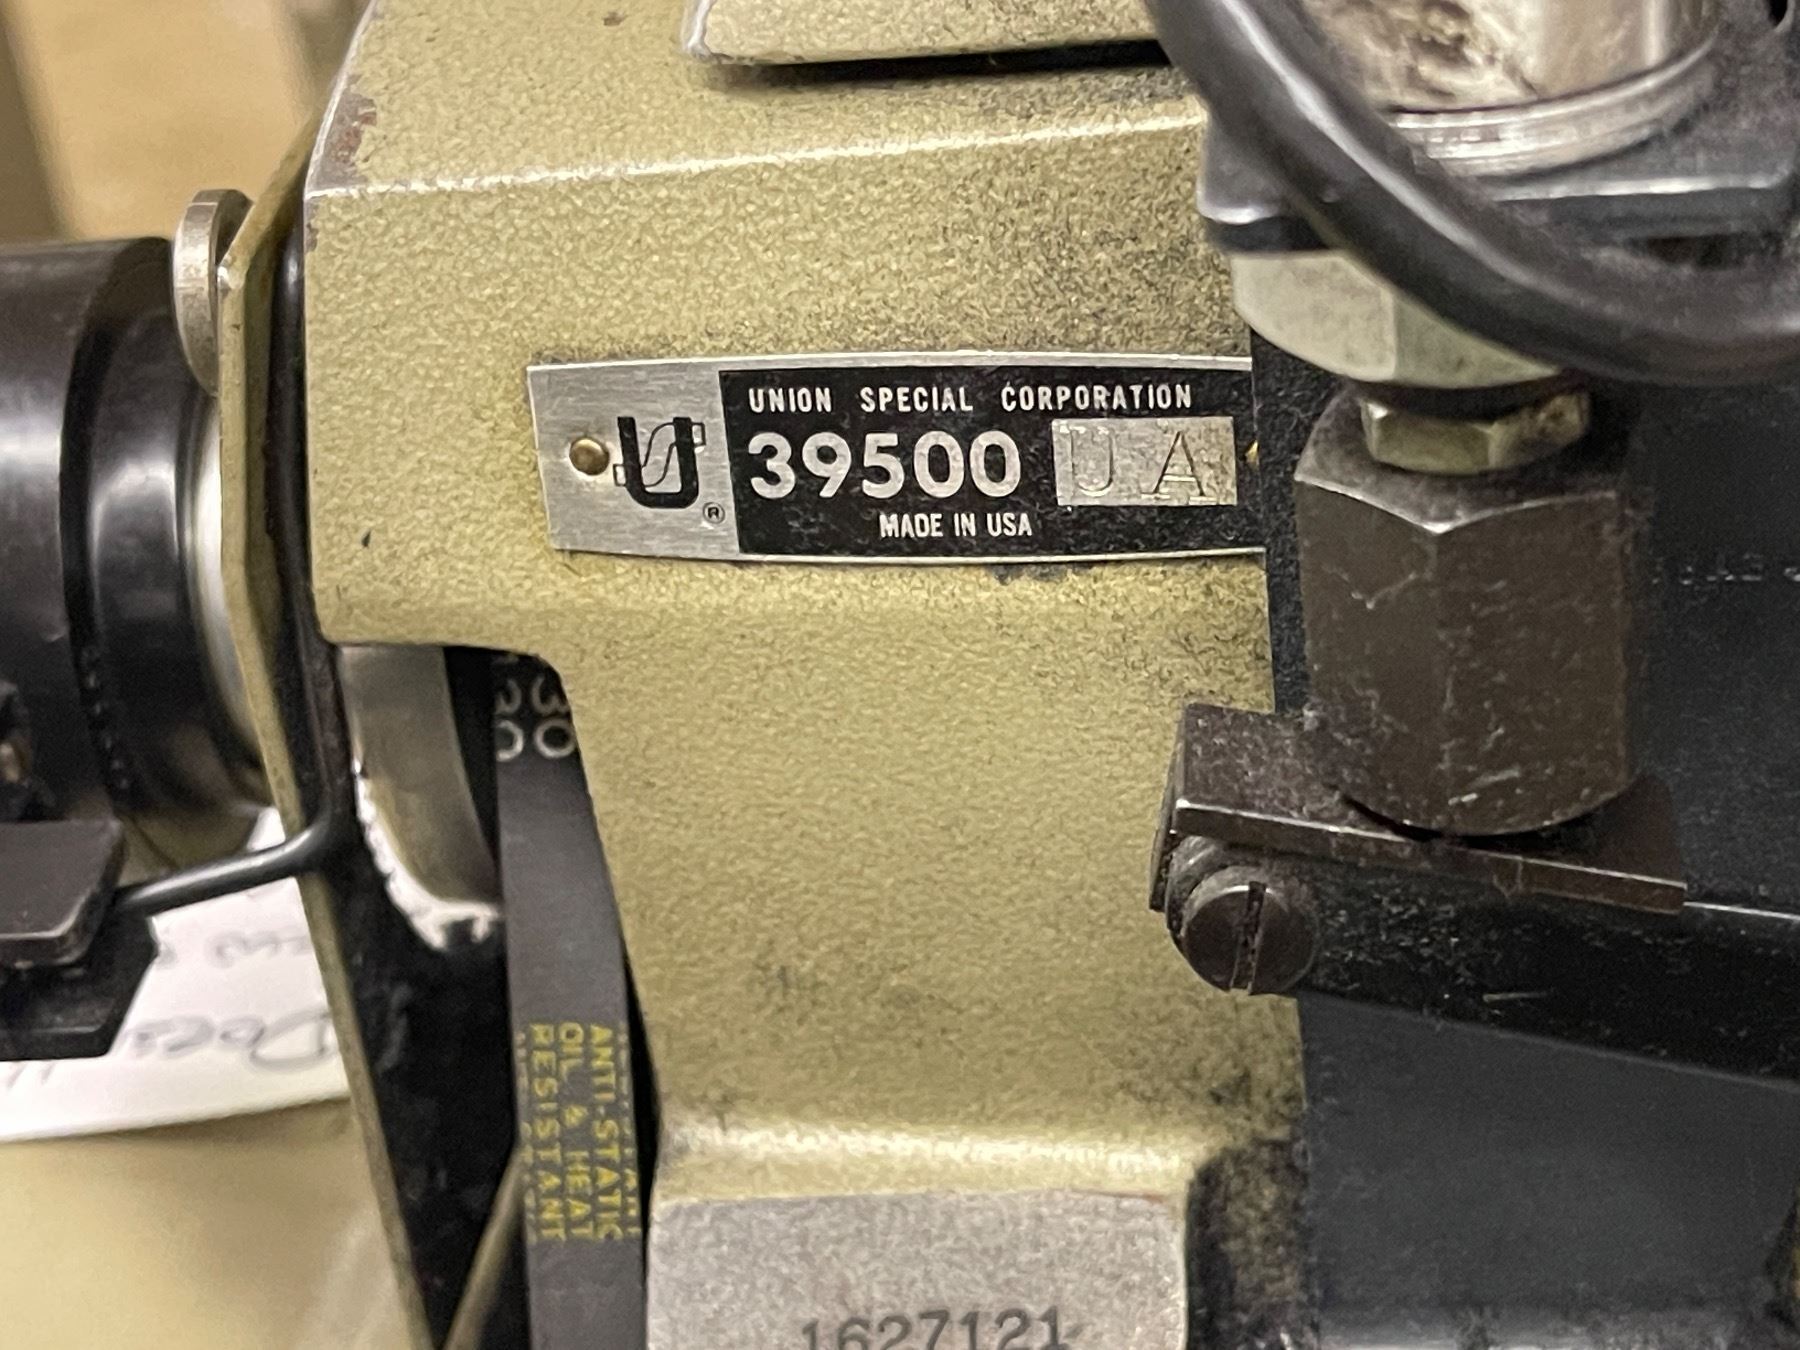 UNION SPECIAL CORPORATION
39500 UA
MADE IN USA
®
ANTI-STATIC
OIL & HEAT
RESISTANT
1627121